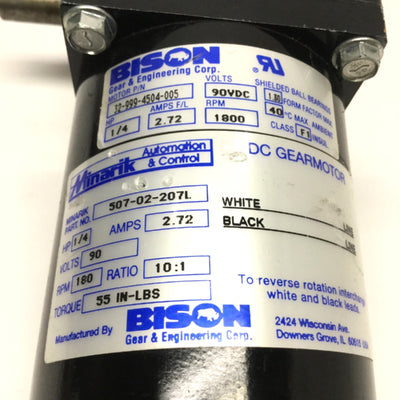 BISON
Gear & Engineering Corp.
MOTOR P/N
32-999-4504-005
VOLTS
90VDC
HP
1/4
AMPS F/L
2.72
RPM
1800
SHIELDED BALL BEARINGS
FORM FACTOR MAX.
40 °C MAX. AMBIENT
CLASS F INSUL.
Minarik Automation & Control
DC GEARMOTOR
MINARIK PART NO. 507-02-207L
HP 1/4 AMPS 2.72
VOLTS 90
RPM 180 RATIO 10:1
TORQUE 55 IN-LBS
WHITE LINE
BLACK LINE
To reverse rotation interchange
white and black leads.
Manufactured by
BISON
Gear & Engineering Corp.
2424 Wisconsin Ave.
Downers Grove, IL 60515 USA